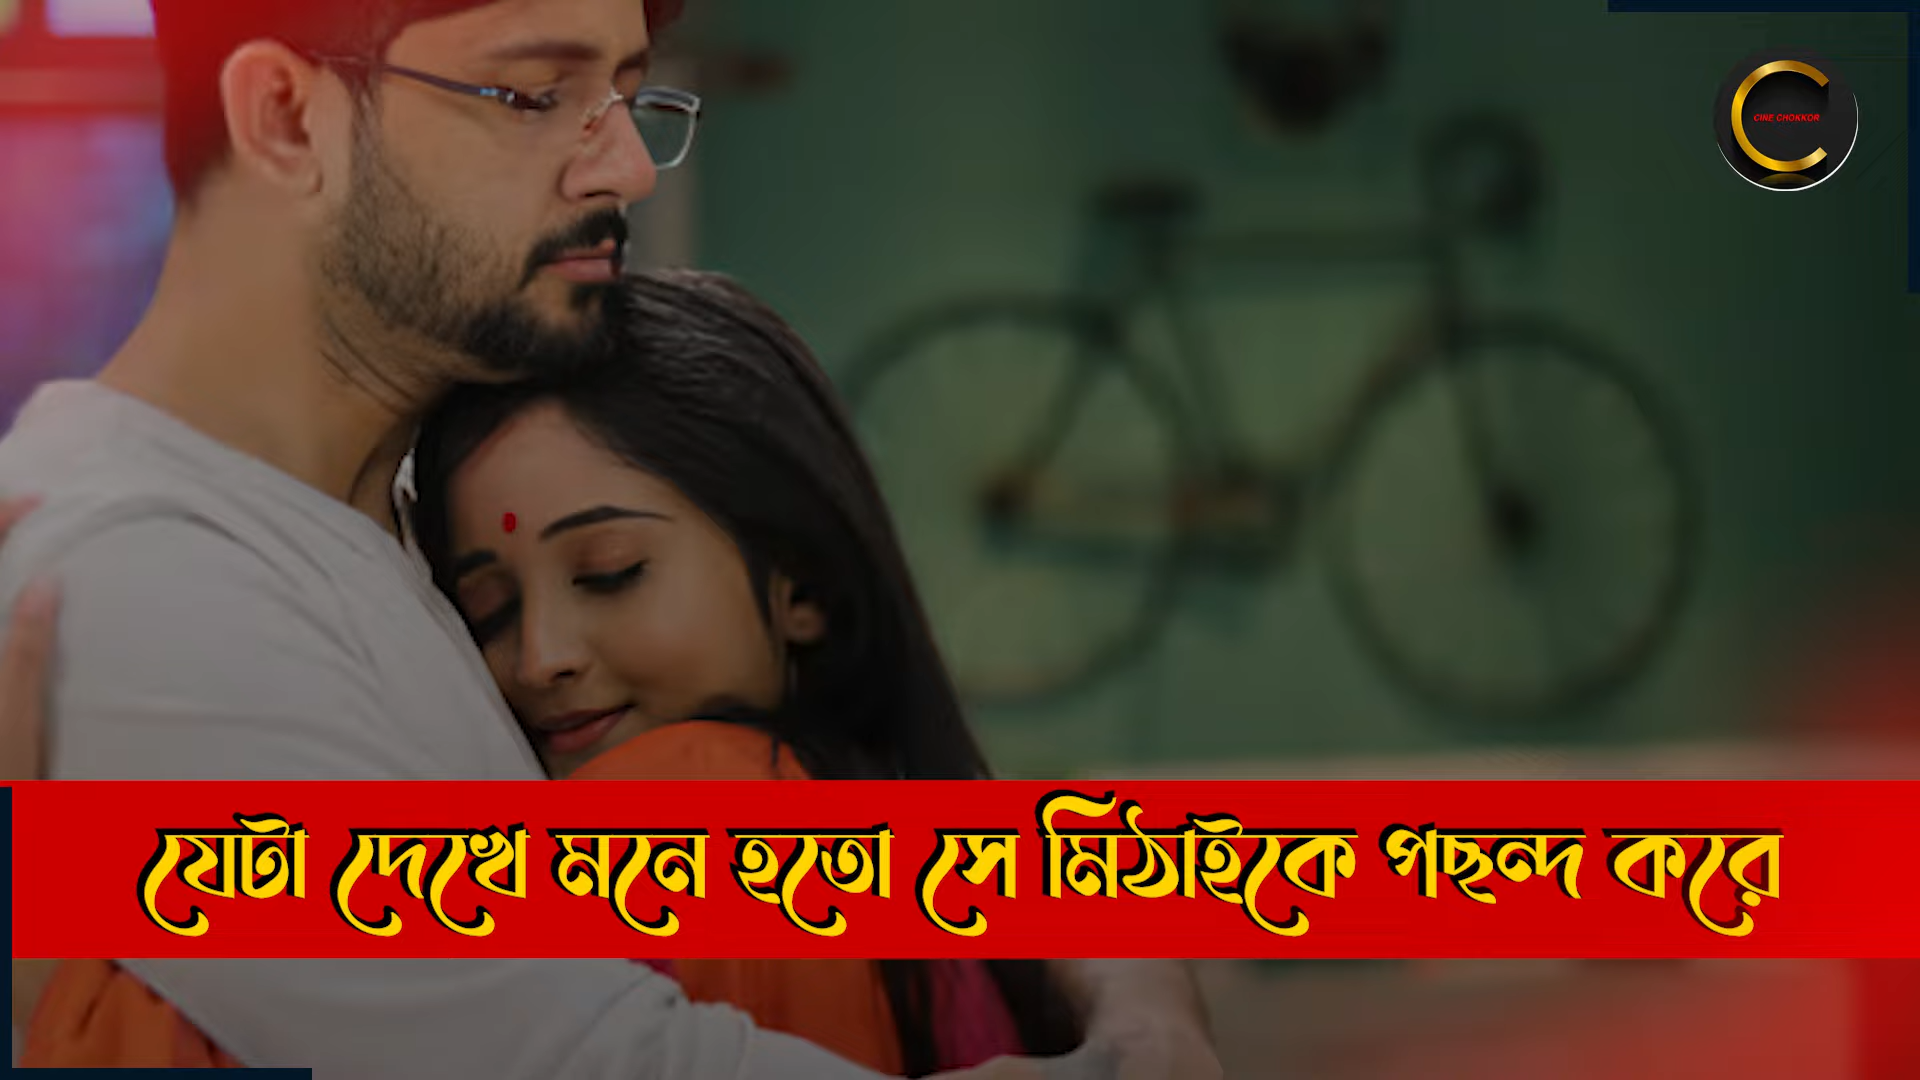 CINE CHOKKOR
যেটা দেখে মনে হতো সে মিঠাইকে পছন্দ করে